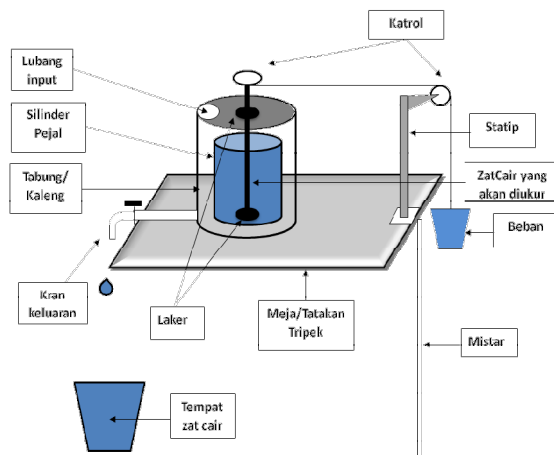 Katrol
Lubang
input
Silinder
Pejal
Statip
Tabung/
Kaleng
ZatCair yang
akan diukur
Beban
Kran
keluaran
Laker
Meja/Tatakan
Tripek
Mistar
Tempat
zat cair